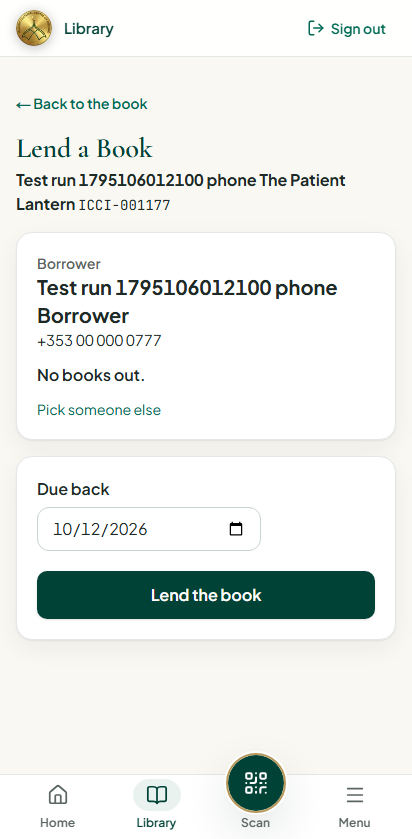 Library
Sign out
← Back to the book
Lend a Book
Test run 1795106012100 phone The Patient
Lantern ICCI-001177
Borrower
Test run 1795106012100 phone
Borrower
+353 00 000 0777
No books out.
Pick someone else
Due back
10/12/2026
Lend the book
Home
Library
Scan
Menu